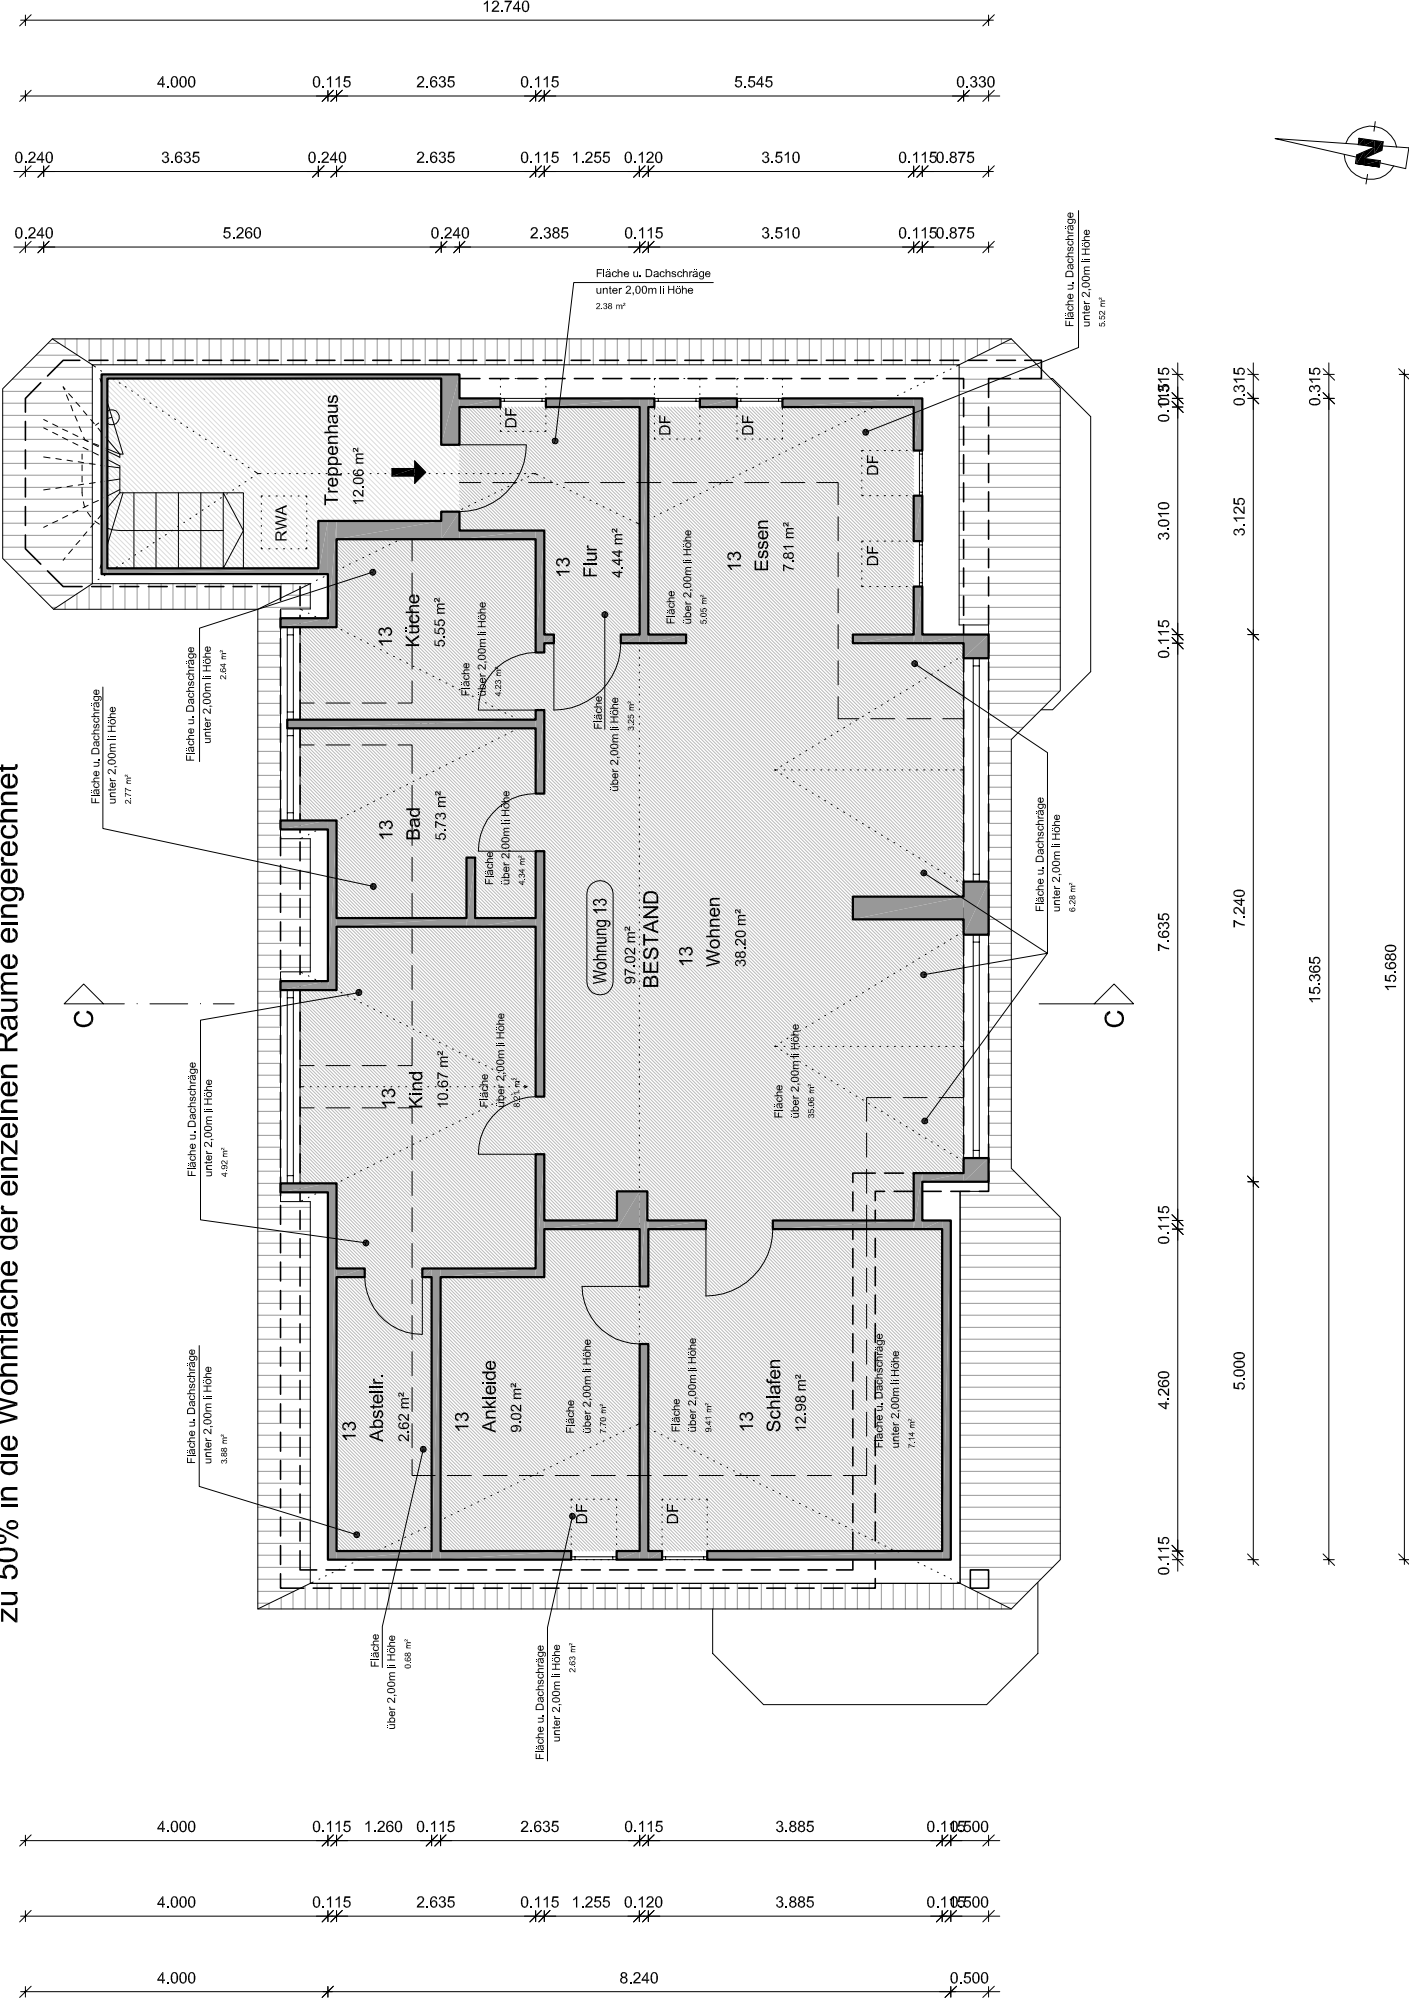 12.740
4.000 0.115 2.635 0.115 5.545 0.330
0.240 3.635 0.240 2.635 0.115 1.255 0.120 3.510 0.115 0.875
0.240 5.260 0.240 2.385 0.115 3.510 0.115 0.875
N
Fläche u. Dachschräge
unter 2,00m li Höhe
2.38 m²
Fläche u. Dachschräge
unter 2,00m li Höhe
5.52 m²
Treppenhaus
12.06 m²
RWA
DF
DF
DF
DF
DF
13
Flur
4.44 m²
13
Essen
7.81 m²
Fläche
über 2,00m li Höhe
5.05 m²
13
Küche
5.55 m²
Fläche
über 2,00m li Höhe
4.23 m²
Fläche u. Dachschräge
unter 2,00m li Höhe
2.64 m²
Fläche
über 2,00m li Höhe
3.25 m²
Fläche u. Dachschräge
unter 2,00m li Höhe
2.77 m²
13
Bad
5.73 m²
Fläche
über 2,00m li Höhe
4.34 m²
Wohnung 13
97.02 m²
BESTAND
13
Wohnen
38.20 m²
Fläche u. Dachschräge
unter 2,00m li Höhe
6.28 m²
zu 50% in die Wohnfläche der einzelnen Räume eingerechnet
C
C
13
Kind
10.67 m²
Fläche
über 2,00m li Höhe
8.21 m²
Fläche
über 2,00m li Höhe
35.06 m²
Fläche u. Dachschräge
unter 2,00m li Höhe
4.92 m²
Fläche u. Dachschräge
unter 2,00m li Höhe
3.88 m²
13
Abstellr.
2.62 m²
13
Ankleide
9.02 m²
Fläche
über 2,00m li Höhe
7.70 m²
Fläche
über 2,00m li Höhe
9.41 m²
13
Schlafen
12.98 m²
Fläche u. Dachschräge
unter 2,00m li Höhe
7.14 m²
DF
DF
Fläche
über 2,00m li Höhe
0.68 m²
Fläche u. Dachschräge
unter 2,00m li Höhe
2.63 m²
0.115 4.260 0.115 7.635 0.115 3.010 0.115 0.315
5.000 7.240 3.125 0.315
15.365 0.315
15.680
4.000 0.115 1.260 0.115 2.635 0.115 3.885 0.115 0.500
4.000 0.115 2.635 0.115 1.255 0.120 3.885 0.115 0.500
4.000 8.240 0.500